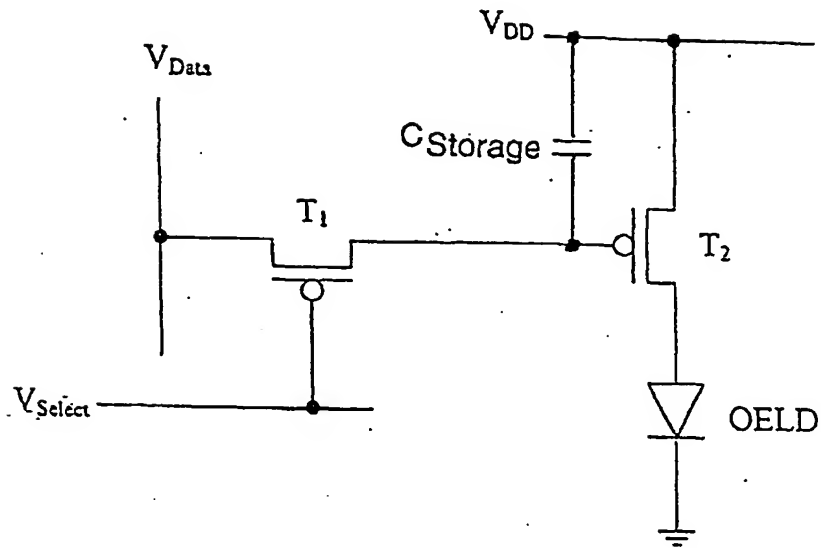 V_DD
V_Data
C_Storage
T_1
T_2
V_Select
OELD